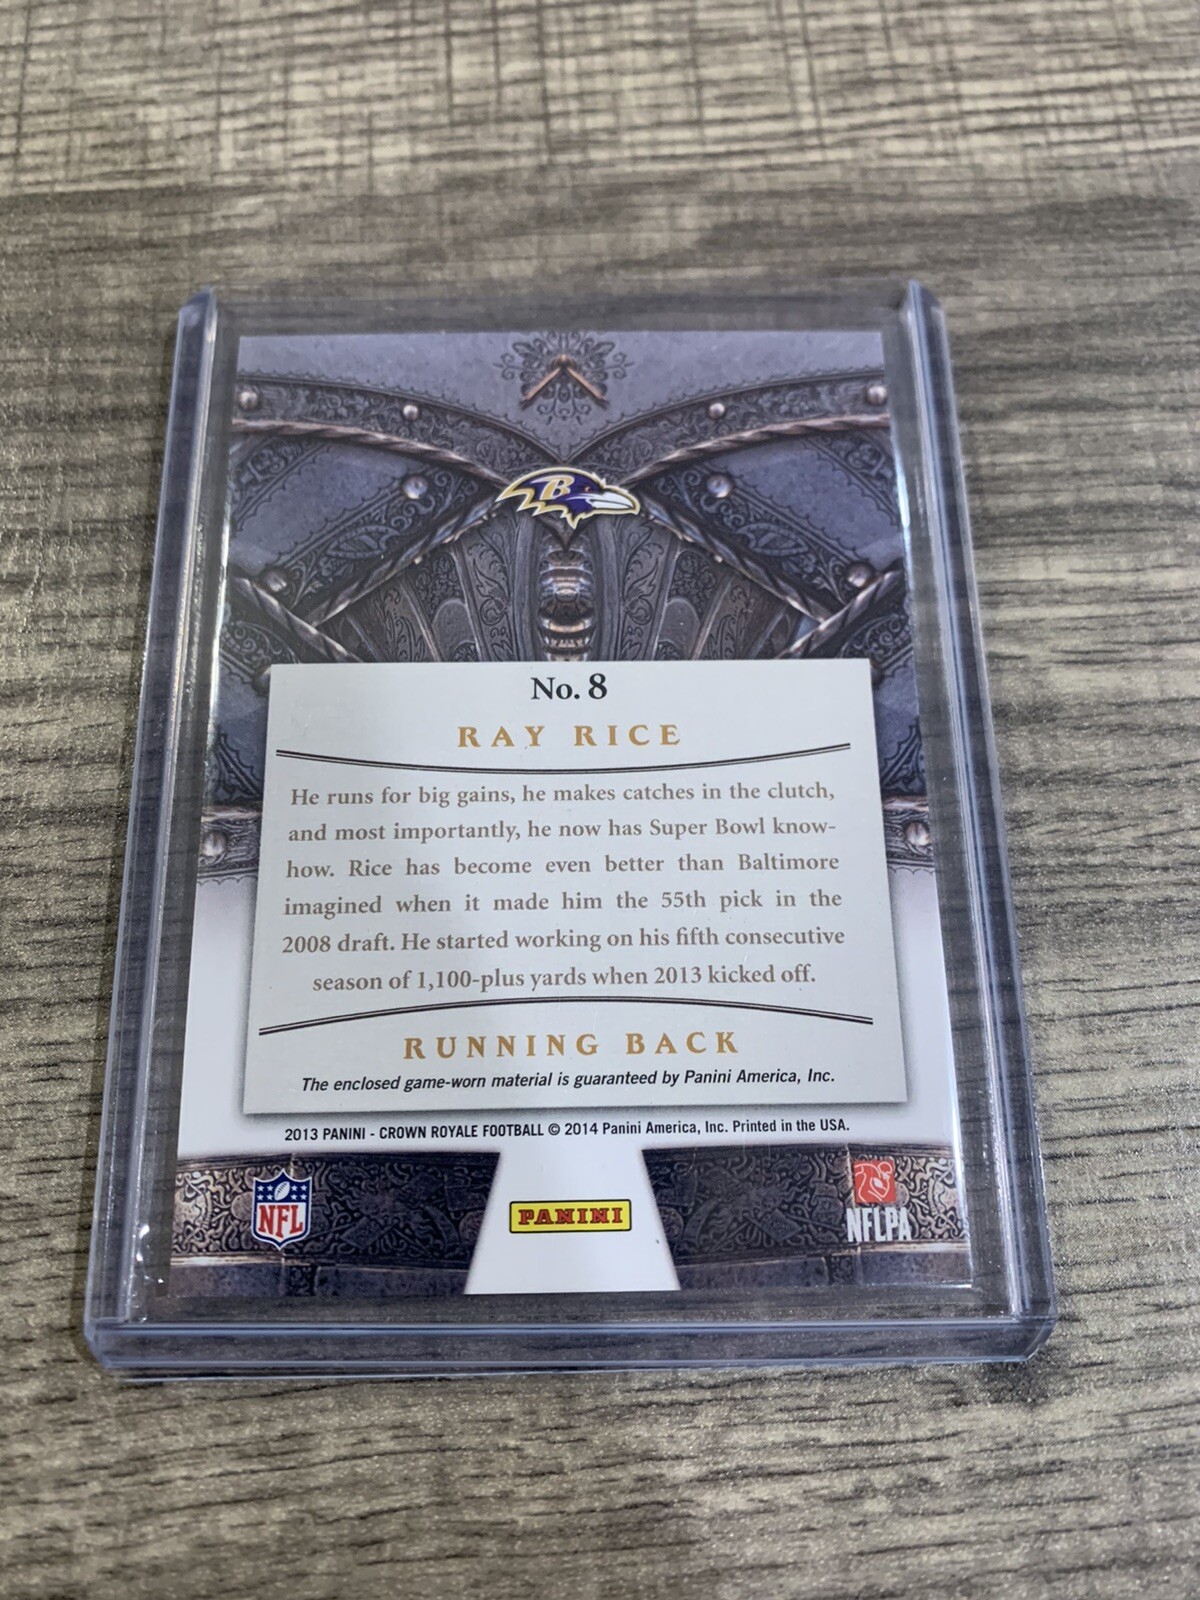 B
No. 8
RAY RICE
He runs for big gains, he makes catches in the clutch,
and most importantly, he now has Super Bowl know-
how. Rice has become even better than Baltimore
imagined when it made him the 55th pick in the
2008 draft. He started working on his fifth consecutive
season of 1,100-plus yards when 2013 kicked off.
RUNNING BACK
The enclosed game-worn material is guaranteed by Panini America, Inc.
2013 PANINI - CROWN ROYALE FOOTBALL © 2014 Panini America, Inc. Printed in the USA.
NFL
PANINI
NFLPA